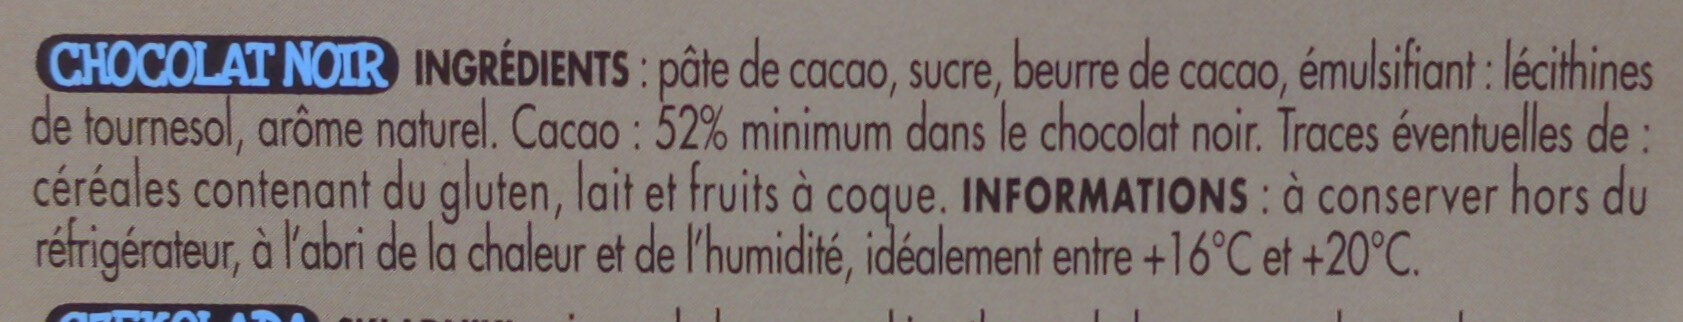 CHOCOLAT NOIR INGRÉDIENTS : pâte de cacao, sucre, beurre de cacao, émulsifiant : lécithines
de tournesol, arôme naturel. Cacao : 52% minimum dans le chocolat noir. Traces éventuelles de :
céréales contenant du gluten, lait et fruits à coque. INFORMATIONS : à conserver hors du
réfrigérateur, à l'abri de la chaleur et de l'humidité, idéalement entre +16°C et +20°C.
CZEKOLADA